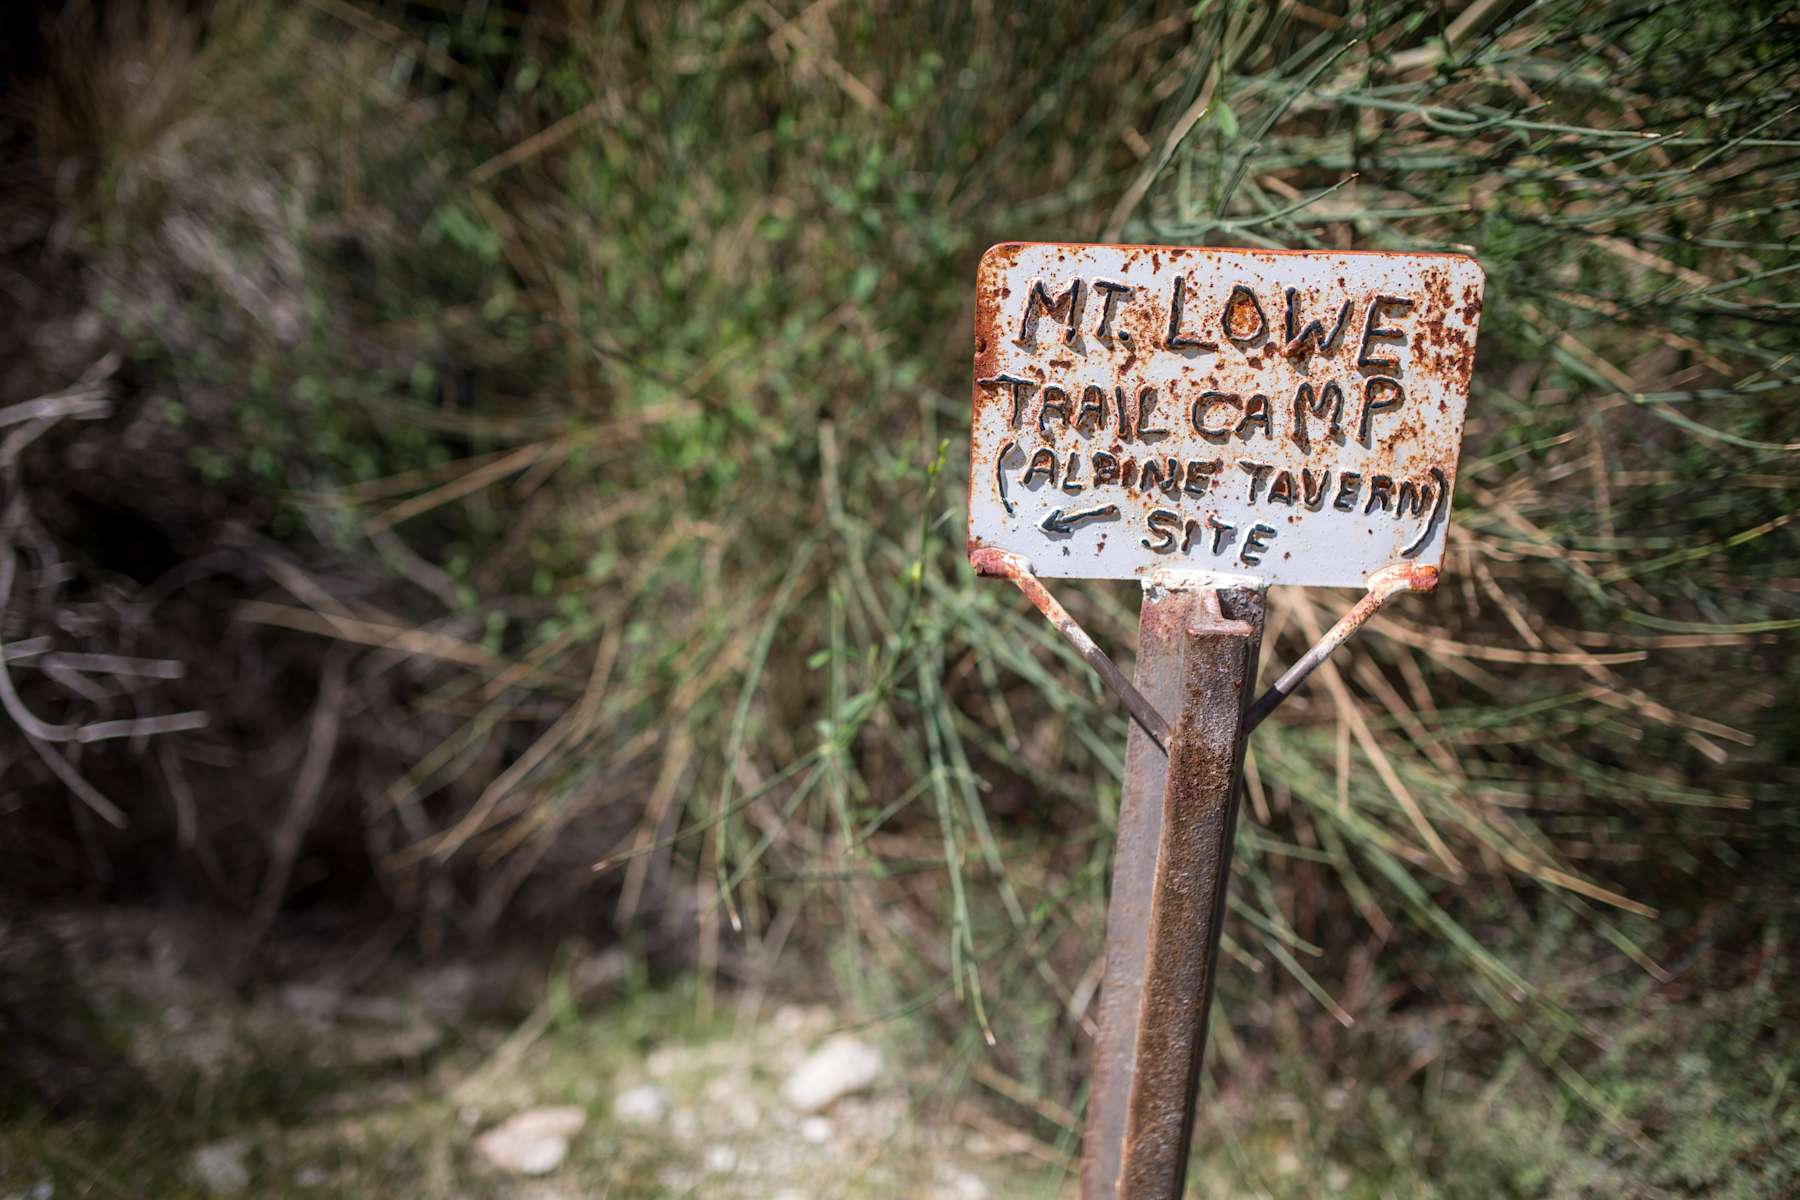 MT. LOWE
TRAIL CAMP
(ALPINE TAVERN)
← SITE